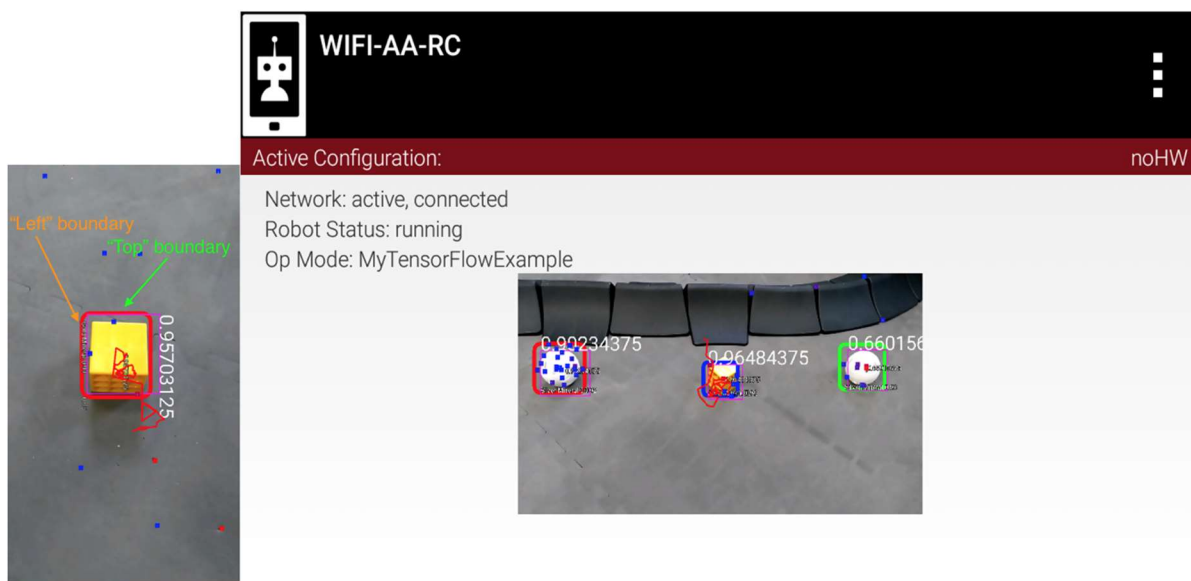 WIFI-AA-RC
Active Configuration: noHW
Network: active, connected
Robot Status: running
Op Mode: MyTensorFlowExample
"Left" boundary
"Top" boundary
0.95703125
0.90234375
0.96484375
0.660156